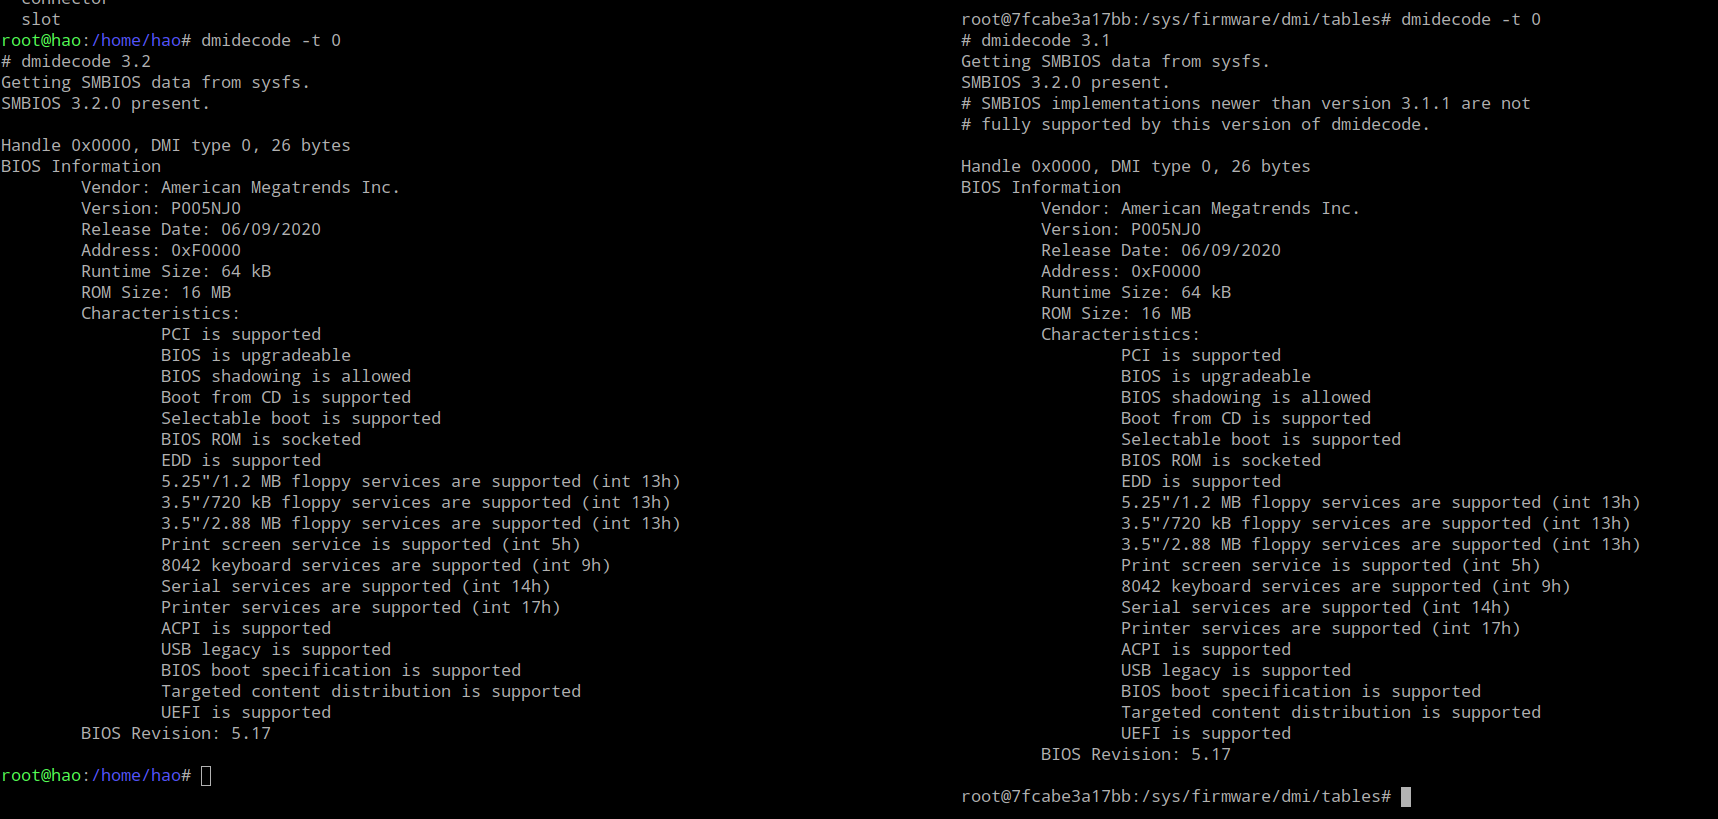 connector
slot
root@hao:/home/hao# dmidecode -t 0
# dmidecode 3.2
Getting SMBIOS data from sysfs.
SMBIOS 3.2.0 present.

Handle 0x0000, DMI type 0, 26 bytes
BIOS Information
        Vendor: American Megatrends Inc.
        Version: P005NJ0
        Release Date: 06/09/2020
        Address: 0xF0000
        Runtime Size: 64 kB
        ROM Size: 16 MB
        Characteristics:
                PCI is supported
                BIOS is upgradeable
                BIOS shadowing is allowed
                Boot from CD is supported
                Selectable boot is supported
                BIOS ROM is socketed
                EDD is supported
                5.25"/1.2 MB floppy services are supported (int 13h)
                3.5"/720 kB floppy services are supported (int 13h)
                3.5"/2.88 MB floppy services are supported (int 13h)
                Print screen service is supported (int 5h)
                8042 keyboard services are supported (int 9h)
                Serial services are supported (int 14h)
                Printer services are supported (int 17h)
                ACPI is supported
                USB legacy is supported
                BIOS boot specification is supported
                Targeted content distribution is supported
                UEFI is supported
        BIOS Revision: 5.17

root@hao:/home/hao#
root@7fcabe3a17bb:/sys/firmware/dmi/tables# dmidecode -t 0
# dmidecode 3.1
Getting SMBIOS data from sysfs.
SMBIOS 3.2.0 present.
# SMBIOS implementations newer than version 3.1.1 are not
# fully supported by this version of dmidecode.

Handle 0x0000, DMI type 0, 26 bytes
BIOS Information
        Vendor: American Megatrends Inc.
        Version: P005NJ0
        Release Date: 06/09/2020
        Address: 0xF0000
        Runtime Size: 64 kB
        ROM Size: 16 MB
        Characteristics:
                PCI is supported
                BIOS is upgradeable
                BIOS shadowing is allowed
                Boot from CD is supported
                Selectable boot is supported
                BIOS ROM is socketed
                EDD is supported
                5.25"/1.2 MB floppy services are supported (int 13h)
                3.5"/720 kB floppy services are supported (int 13h)
                3.5"/2.88 MB floppy services are supported (int 13h)
                Print screen service is supported (int 5h)
                8042 keyboard services are supported (int 9h)
                Serial services are supported (int 14h)
                Printer services are supported (int 17h)
                ACPI is supported
                USB legacy is supported
                BIOS boot specification is supported
                Targeted content distribution is supported
                UEFI is supported
        BIOS Revision: 5.17

root@7fcabe3a17bb:/sys/firmware/dmi/tables#